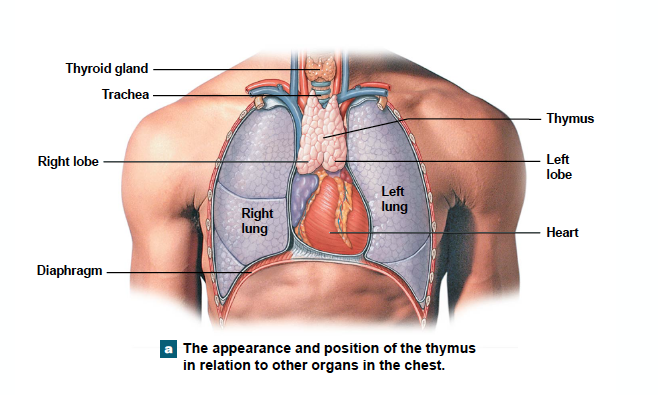 Thyroid gland
Trachea
Thymus
Right lobe
Left
lobe
Left
lung
Right
lung
Heart
Diaphragm
a The appearance and position of the thymus
in relation to other organs in the chest.